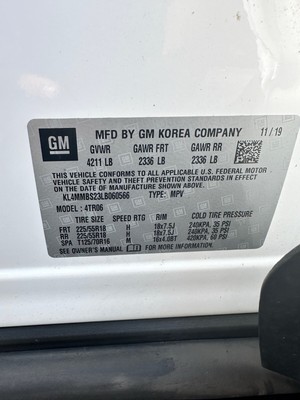 GM
MFD BY GM KOREA COMPANY 11/19
GVWR GAWR FRT GAWR RR
4211 LB 2336 LB 2336 LB
THIS VEHICLE CONFORMS TO ALL APPLICABLE U.S. FEDERAL MOTOR
VEHICLE SAFETY, BUMPER, AND THEFT PREVENTION STANDARDS IN
EFFECT ON THE DATE OF MANUFACTURE SHOWN ABOVE.
KL4MMBS23LB060566 TYPE: MPV
MODEL: 4TR06
TIRE SIZE SPEED RTG RIM COLD TIRE PRESSURE
FRT 225/55R18 H 18x7.5J 240KPA, 35 PSI
RR 225/55R18 H 18x7.5J 240KPA, 35 PSI
SPA T125/70R16 M 16x4.0BT 420KPA, 60 PSI
SEE OWNER'S MANUAL FOR MORE INFORMATION.